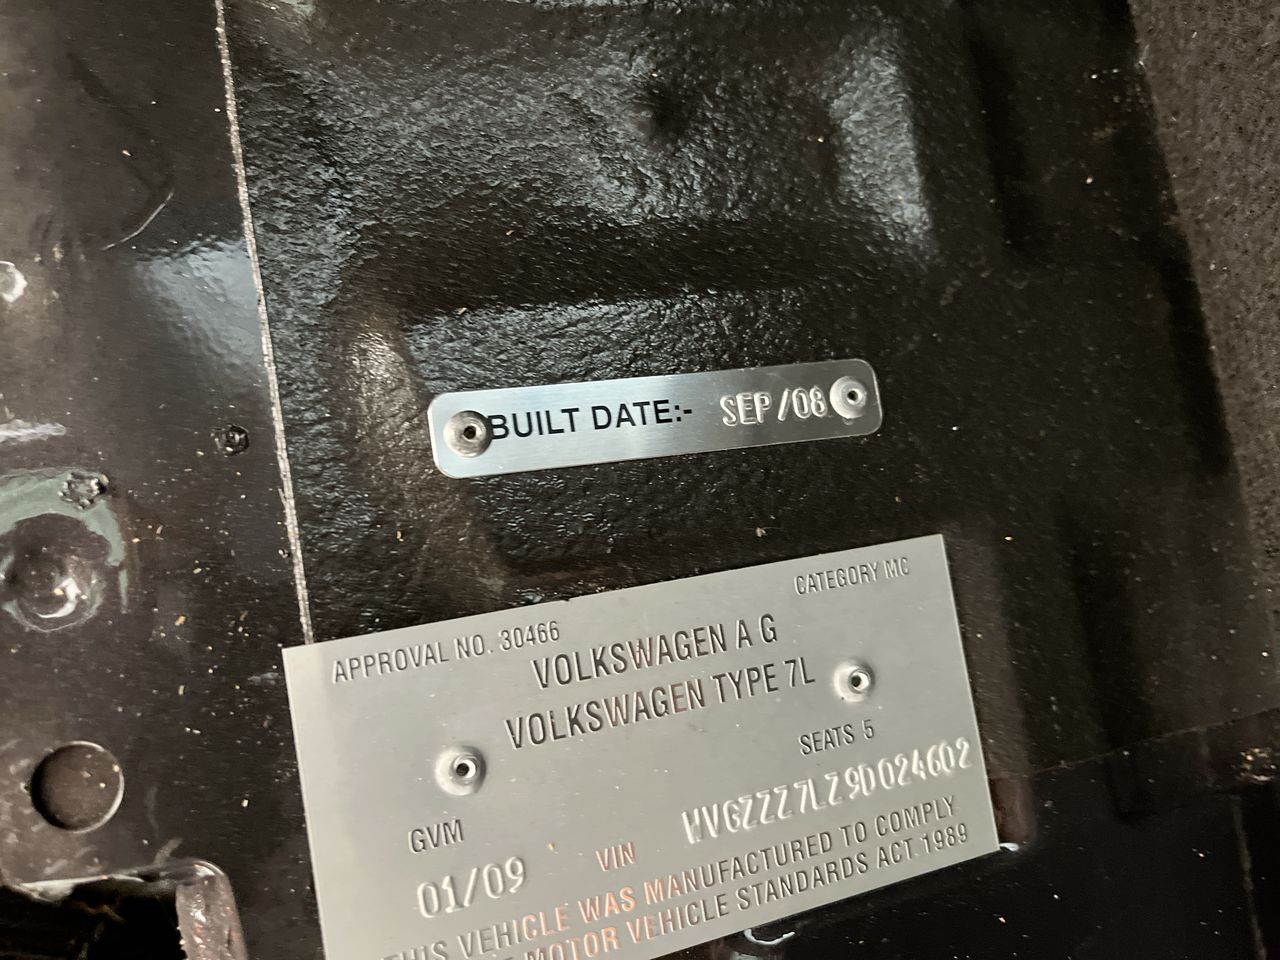 BUILT DATE:- SEP/08
APPROVAL NO. 30466
CATEGORY MC
VOLKSWAGEN A G
VOLKSWAGEN TYPE 7L
SEATS 5
GVM
01/09
VIN
WVGZZZ7LZ9D024602
THIS VEHICLE WAS MANUFACTURED TO COMPLY
MOTOR VEHICLE STANDARDS ACT 1989